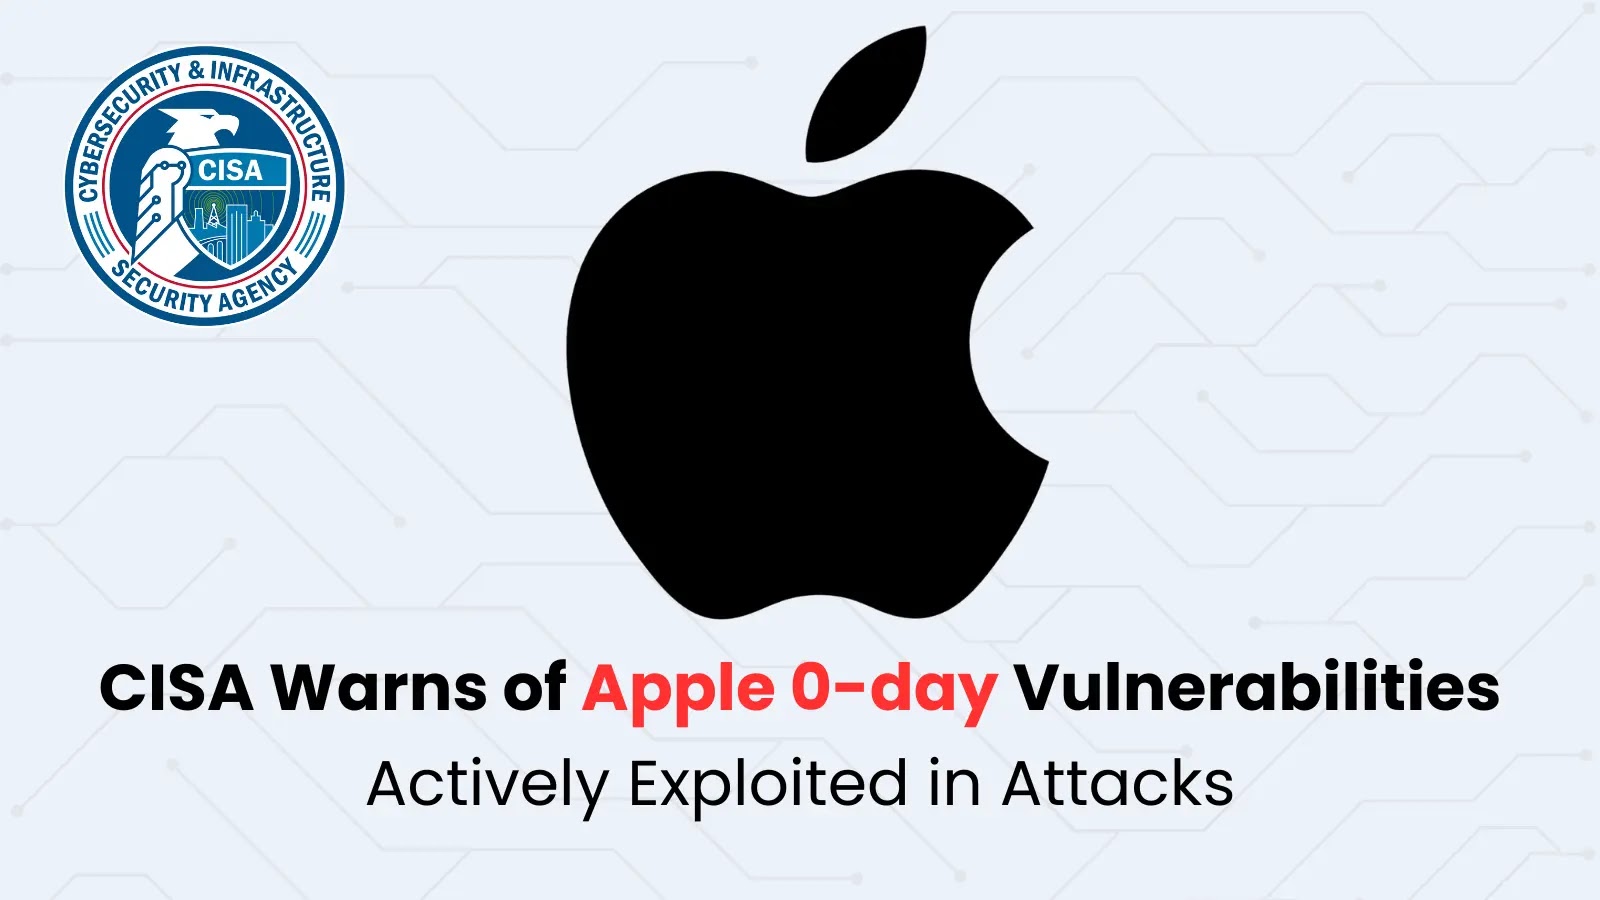 CYBERSECURITY & INFRASTRUCTURE
CISA
SECURITY AGENCY
CISA Warns of Apple 0-day Vulnerabilities
Actively Exploited in Attacks